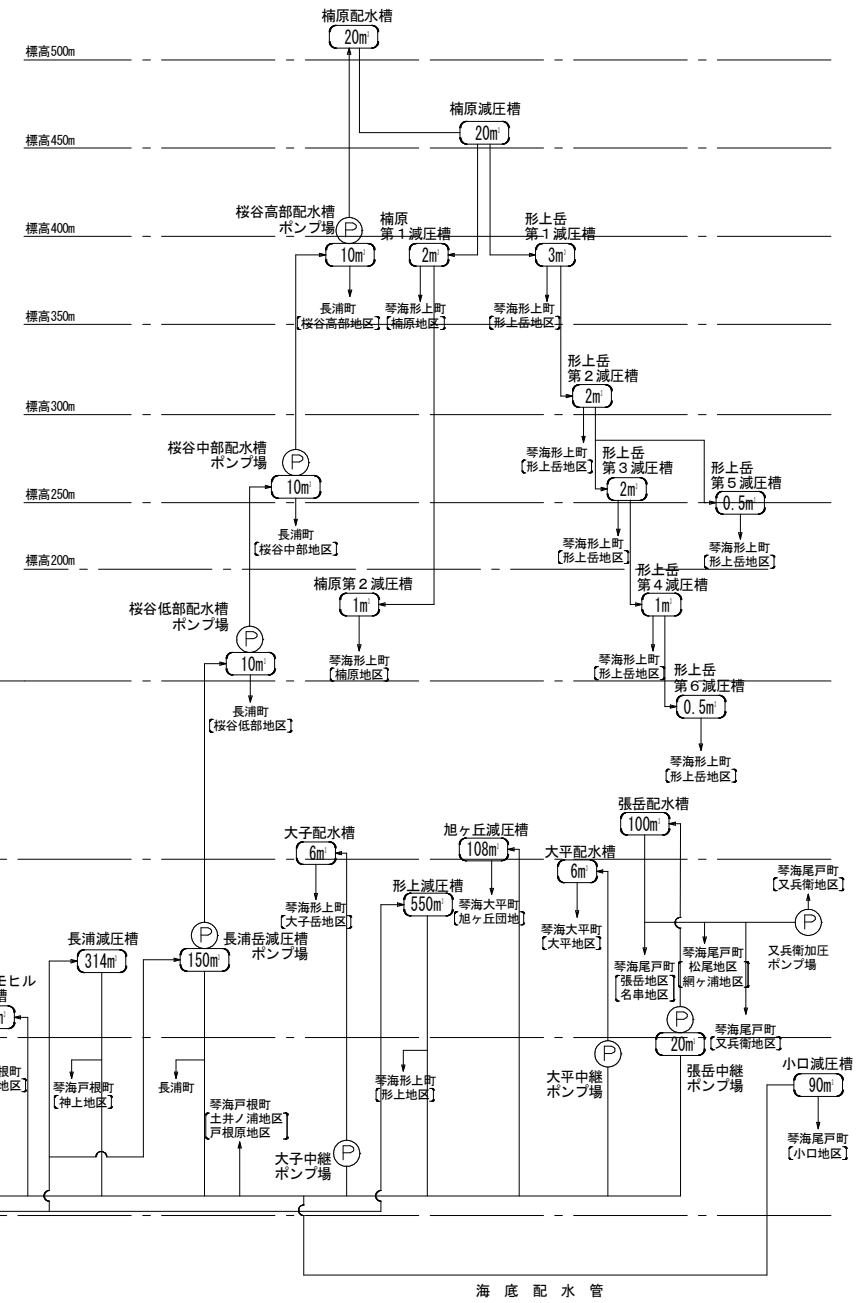 楠原配水槽
20m³
標高500m
楠原減圧槽
20m³
標高450m
桜谷高部配水槽
ポンプ場
P
10m³
楠原
第1減圧槽
2m³
形上岳
第1減圧槽
3m³
標高400m
長浦町
[桜谷高部地区]
琴海形上町
[楠原地区]
琴海形上町
[形上岳地区]
標高350m
形上岳
第2減圧槽
2m³
標高300m
桜谷中部配水槽
ポンプ場
P
10m³
琴海形上町
[形上岳地区]
形上岳
第3減圧槽
2m³
形上岳
第5減圧槽
0.5m³
標高250m
長浦町
[桜谷中部地区]
琴海形上町
[形上岳地区]
琴海形上町
[形上岳地区]
標高200m
桜谷低部配水槽
ポンプ場
P
10m³
楠原第2減圧槽
1m³
形上岳
第4減圧槽
1m³
琴海形上町
[楠原地区]
琴海形上町
[形上岳地区]
形上岳
第6減圧槽
0.5m³
長浦町
[桜谷低部地区]
琴海形上町
[形上岳地区]
大子配水槽
6m³
旭ヶ丘減圧槽
108m³
大平配水槽
6m³
張岳配水槽
100m³
琴海形上町
[大子岳地区]
形上減圧槽
550m³
琴海大平町
[旭ヶ丘団地]
琴海大平町
[大平地区]
琴海尾戸町
[又兵衛地区]
P
又兵衛加圧
ポンプ場
長浦減圧槽
314m³
P
長浦岳減圧槽
ポンプ場
150m³
琴海尾戸町
[張岳地区
名串地区]
琴海尾戸町
[松尾地区
網ヶ浦地区]
琴海尾戸町
[又兵衛地区]
モヒル
槽
根町
地区]
琴海戸根町
[神上地区]
長浦町
琴海戸根町
[土井ノ浦地区
戸根原地区]
琴海形上町
[形上地区]
P
大平中継
ポンプ場
P
20m³
張岳中継
ポンプ場
小口減圧槽
90m³
琴海尾戸町
[小口地区]
大子中継
ポンプ場
P
海底配水管